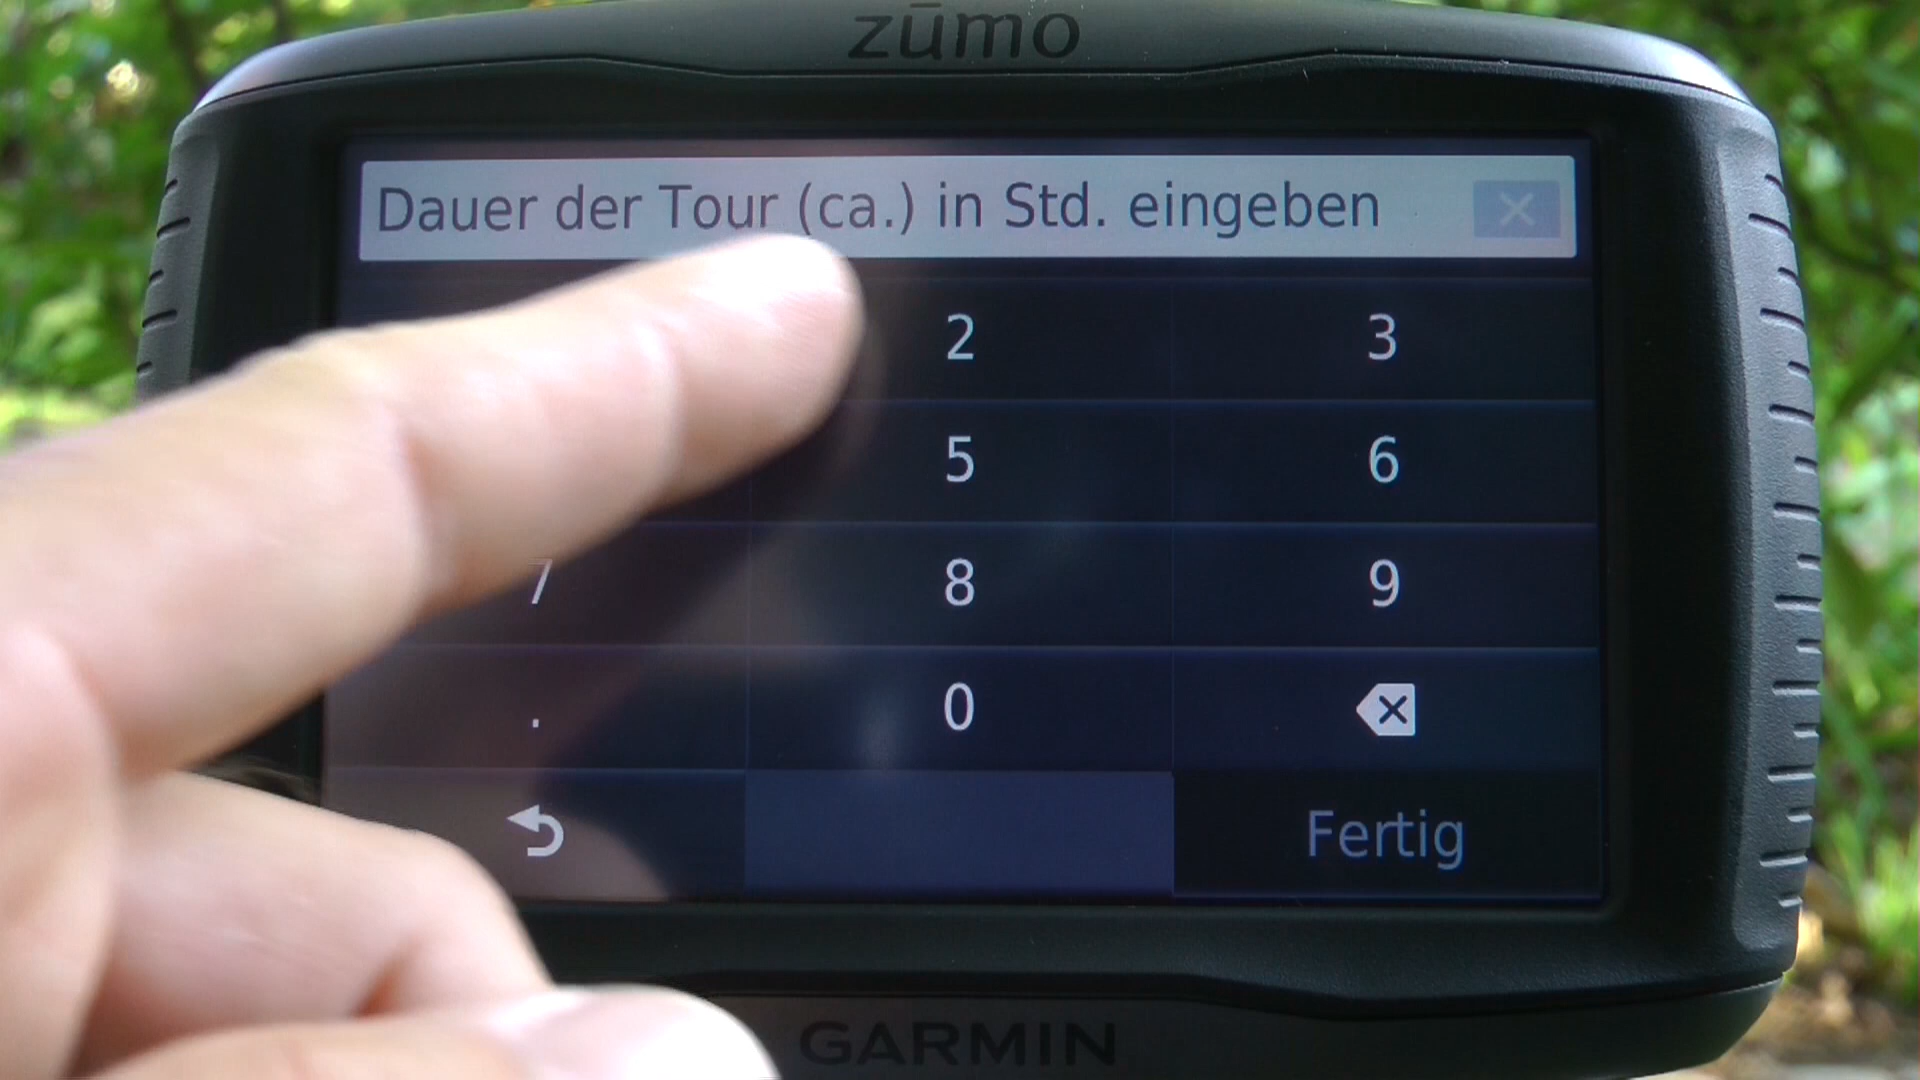 zūmo
Dauer der Tour (ca.) in Std. eingeben
2 3
5 6
7 8 9
. 0
Fertig
GARMIN